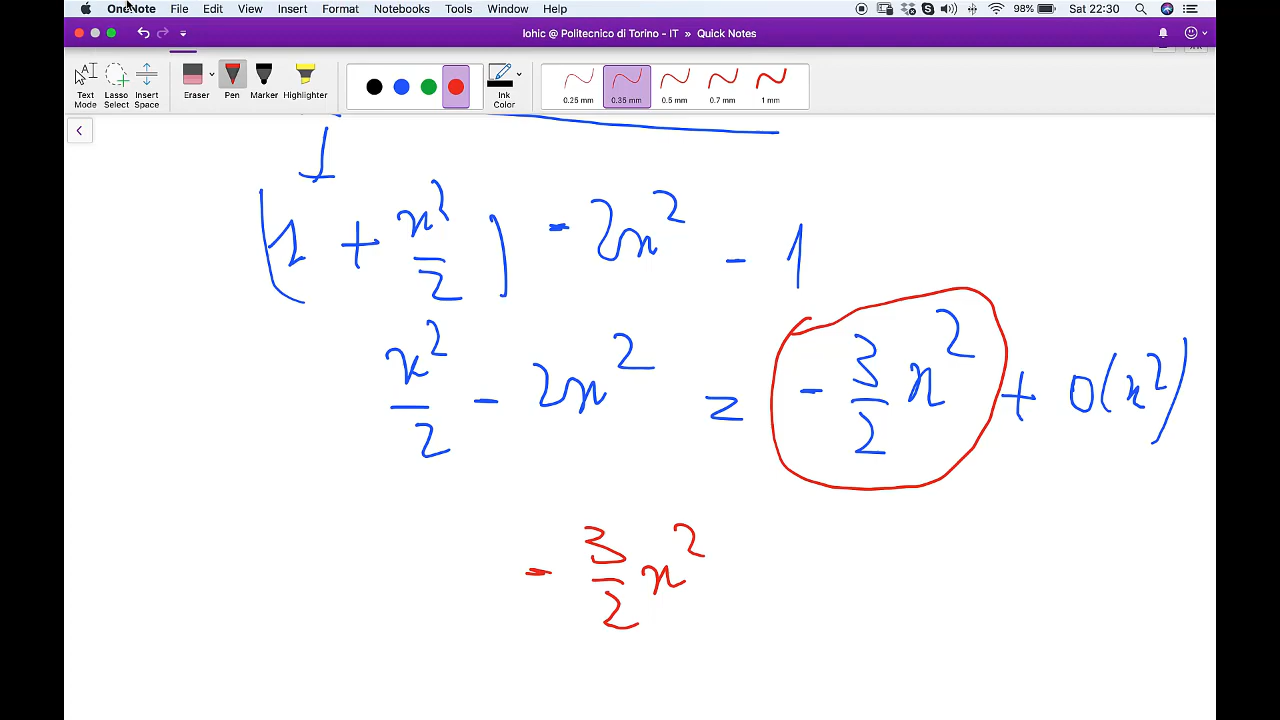 OneNote File Edit View Insert Format Notebooks Tools Window Help 98% Sat 22:30
Iohic @ Politecnico di Torino - IT » Quick Notes
Text Mode Lasso Select Insert Space Eraser Pen Marker Highlighter Ink Color 0.25 mm 0.35 mm 0.5 mm 0.7 mm 1 mm
(1 + x²/2) - 2x² - 1
x²/2 - 2x² = - 3/2 x² + o(x²)
- 3/2 x²